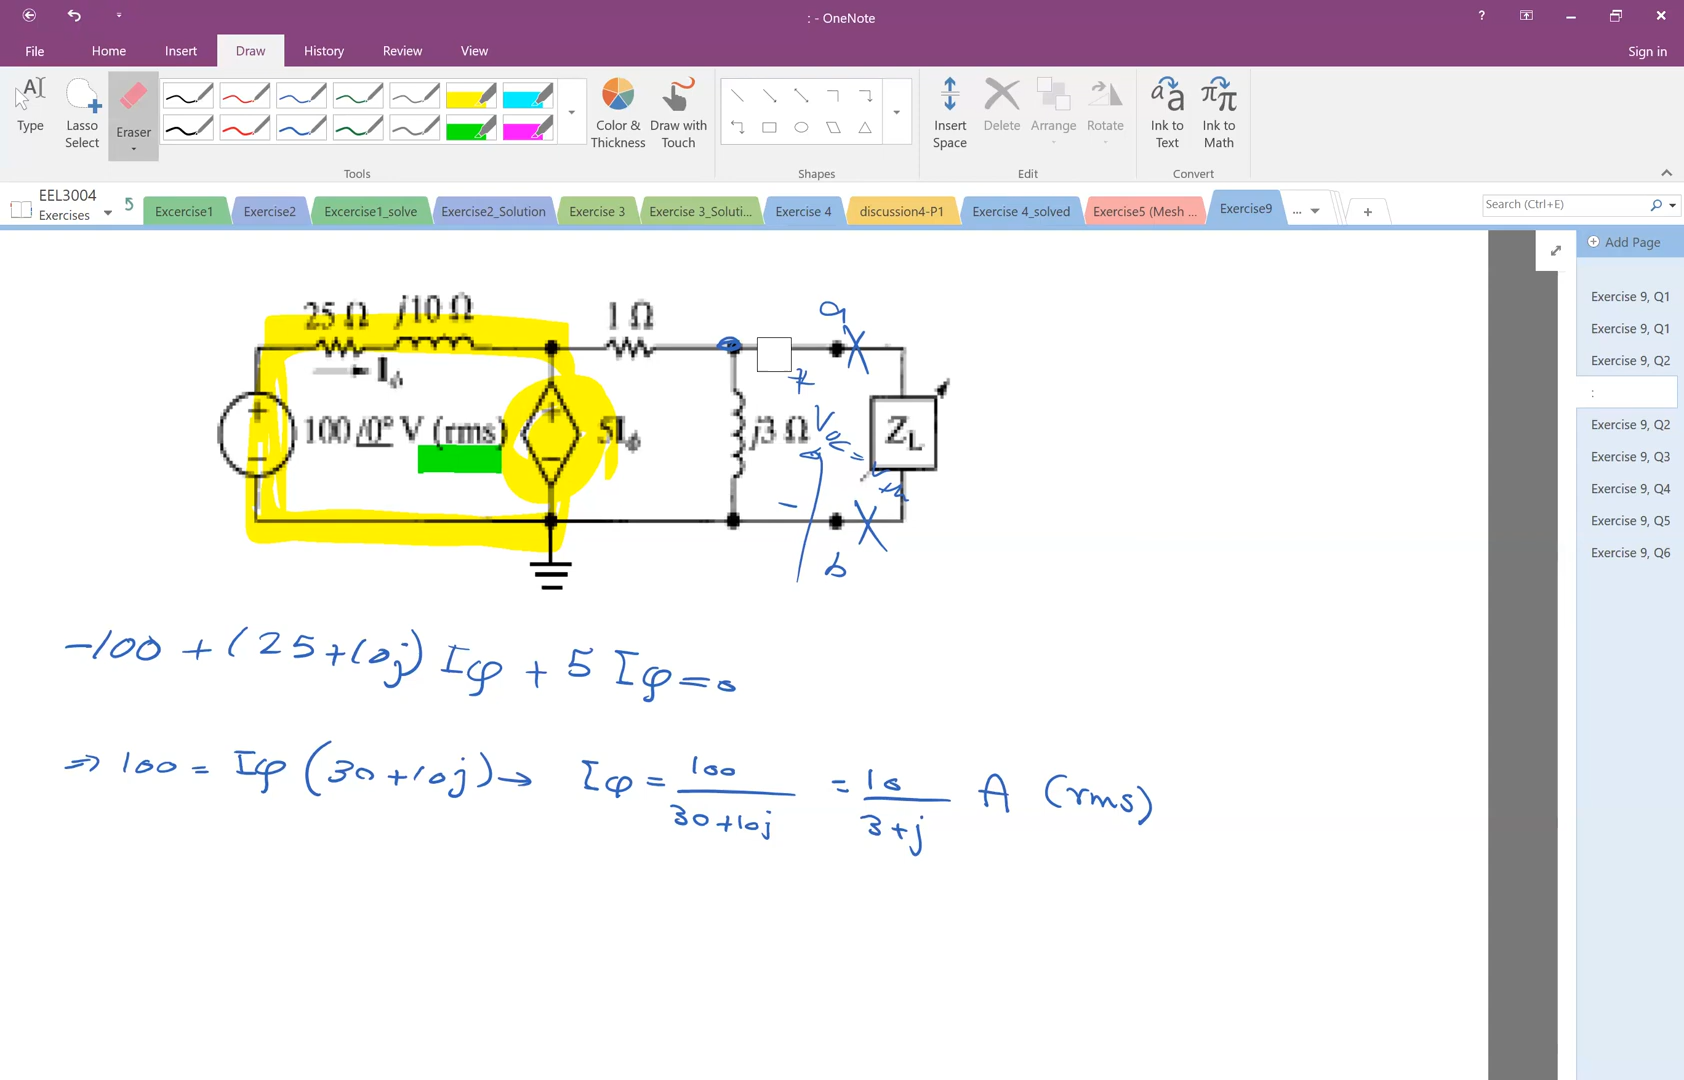 : - OneNote
?
File Home Insert Draw History Review View Sign in
Type
Lasso Select
Eraser
Color & Thickness
Draw with Touch
Insert Space
Delete
Arrange
Rotate
Ink to Text
Ink to Math
Tools Shapes Edit Convert
EEL3004
Exercises
Excercise1 Exercise2 Excercise1_solve Exercise2_Solution Exercise 3 Exercise 3_Soluti... Exercise 4 discussion4-P1 Exercise 4_solved Exercise5 (Mesh ... Exercise9 ... +
Search (Ctrl+E)
Add Page
Exercise 9, Q1
Exercise 9, Q1
Exercise 9, Q2
:
Exercise 9, Q2
Exercise 9, Q3
Exercise 9, Q4
Exercise 9, Q5
Exercise 9, Q6
25 Ω j10 Ω 1 Ω a
Iϕ
+
100 /0° V (rms) 5Iϕ j3 Ω Voc = Vth ZL
-
b
-100 + (25+10j) Iφ + 5 Iφ = 0
⇒ 100 = Iφ (30+10j) → Iφ = 100 / 30+10j = 10 / 3+j A (rms)